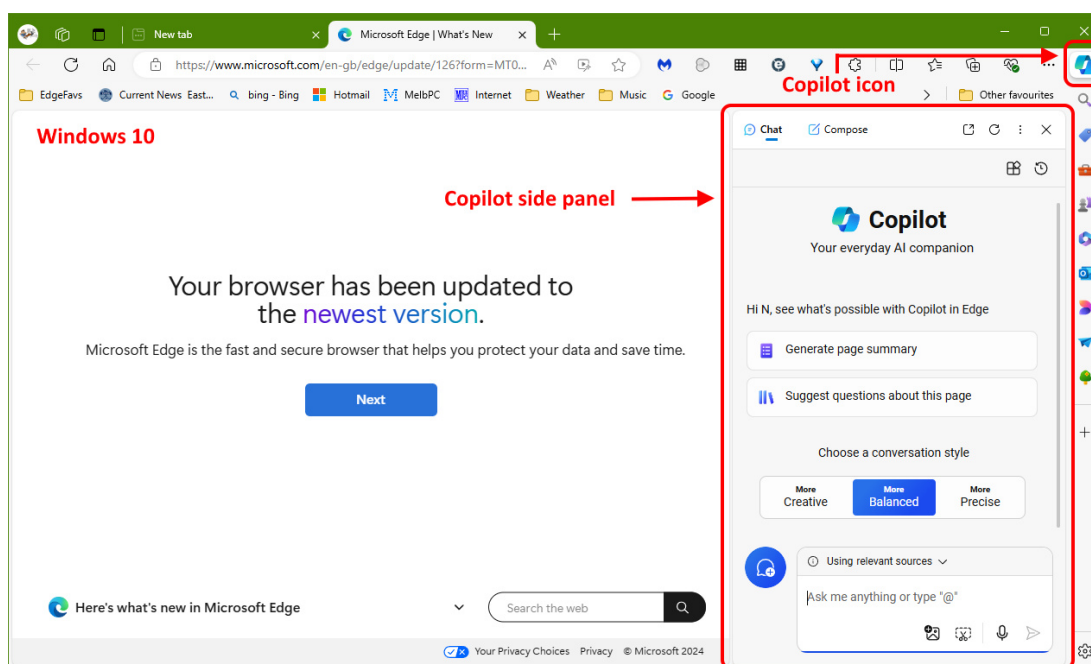 New tab
Microsoft Edge | What's New
https://www.microsoft.com/en-gb/edge/update/126?form=MT0...
Copilot icon
EdgeFavs
Current News East...
bing - Bing
Hotmail
MelbPC
Internet
Weather
Music
Google
Other favourites
Windows 10
Copilot side panel
Your browser has been updated to
the newest version.
Microsoft Edge is the fast and secure browser that helps you protect your data and save time.
Next
Here's what's new in Microsoft Edge
Search the web
Your Privacy Choices
Privacy
© Microsoft 2024
Chat
Compose
Copilot
Your everyday AI companion
Hi N, see what's possible with Copilot in Edge
Generate page summary
Suggest questions about this page
Choose a conversation style
More
Creative
More
Balanced
More
Precise
Using relevant sources
Ask me anything or type "@"